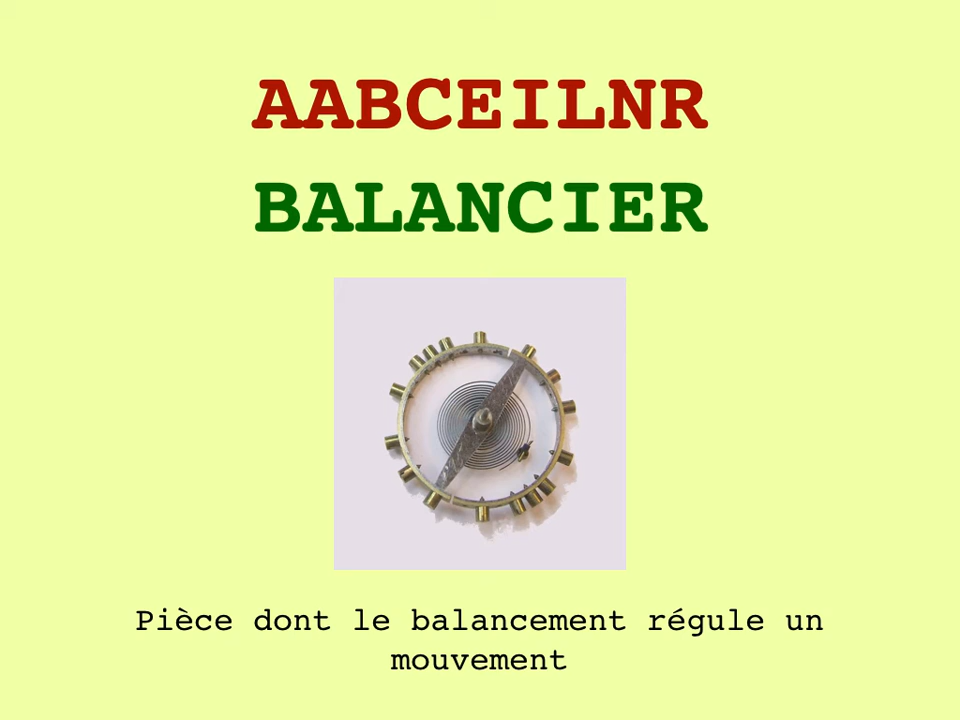 AABCEILNR
BALANCIER
Pièce dont le balancement régule un
mouvement